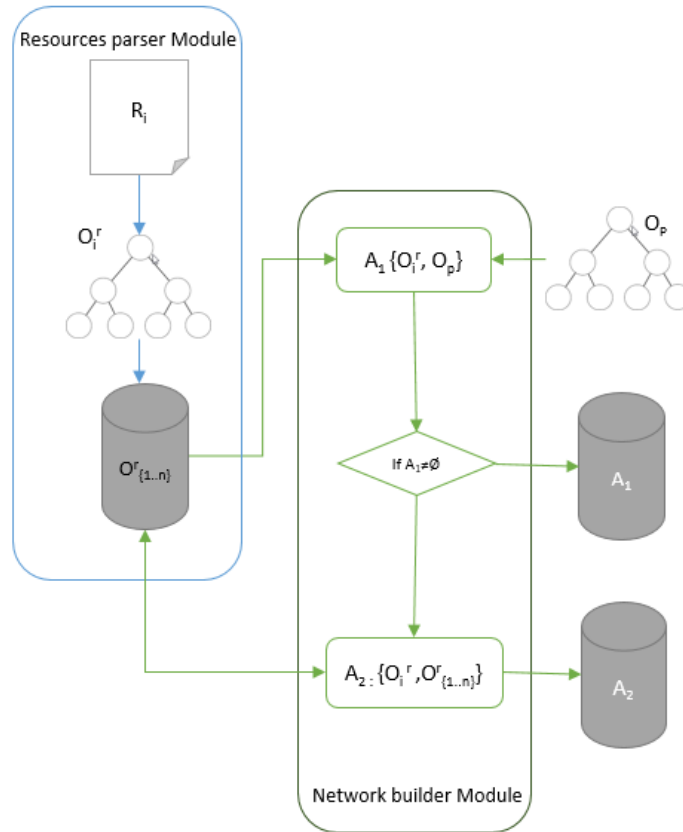 Resources parser Module
Rᵢ
Oᵢʳ
Oₚ
A₁ {Oᵢʳ, Oₚ}
Oʳ{1..n}
If A₁≠Ø
A₁
A₂ : {Oᵢʳ,Oʳ{1..n}}
A₂
Network builder Module